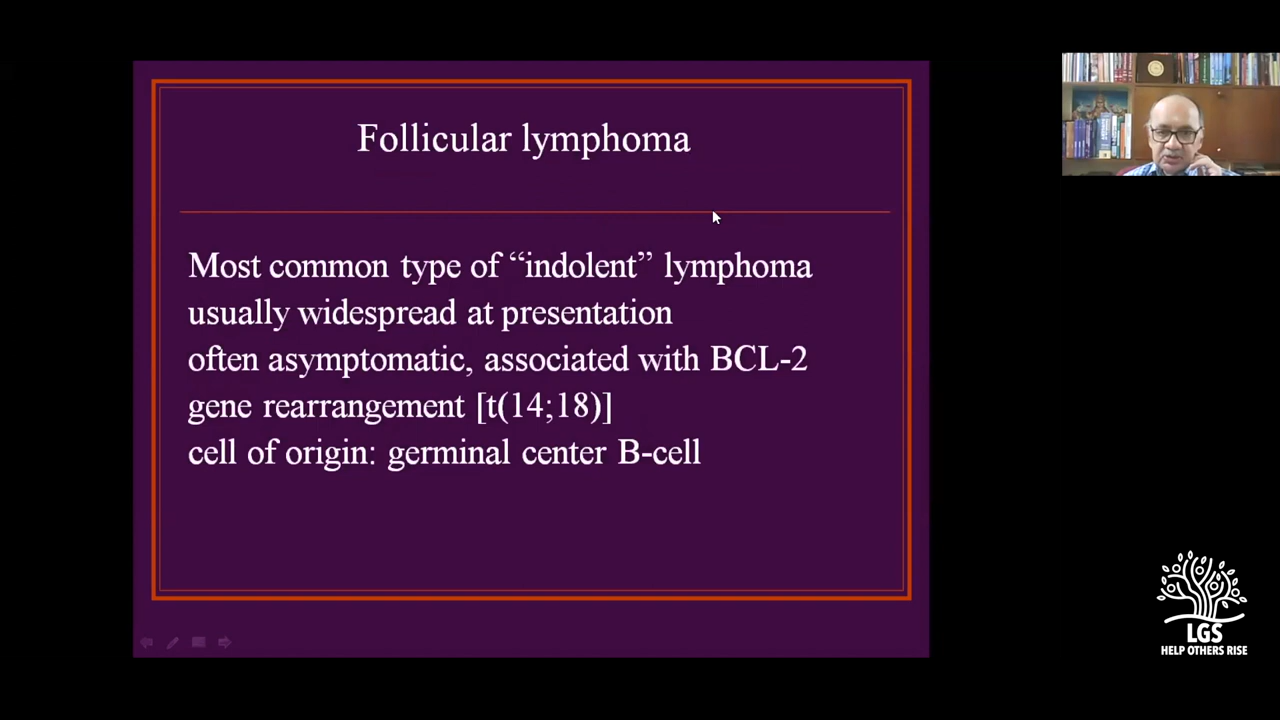 Follicular lymphoma
Most common type of “indolent” lymphoma
usually widespread at presentation
often asymptomatic, associated with BCL-2
gene rearrangement [t(14;18)]
cell of origin: germinal center B-cell
LGS
HELP OTHERS RISE